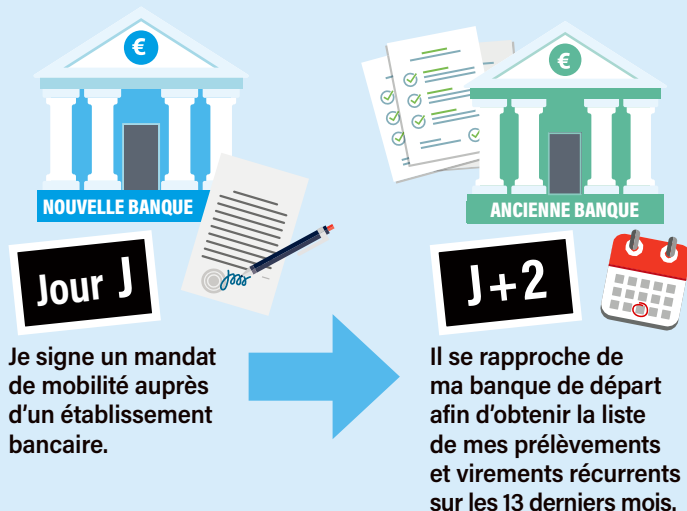 €
NOUVELLE BANQUE
Jour J
Je signe un mandat
de mobilité auprès
d'un établissement
bancaire.
€
ANCIENNE BANQUE
J+2
Il se rapproche de
ma banque de départ
afin d'obtenir la liste
de mes prélèvements
et virements récurrents
sur les 13 derniers mois.